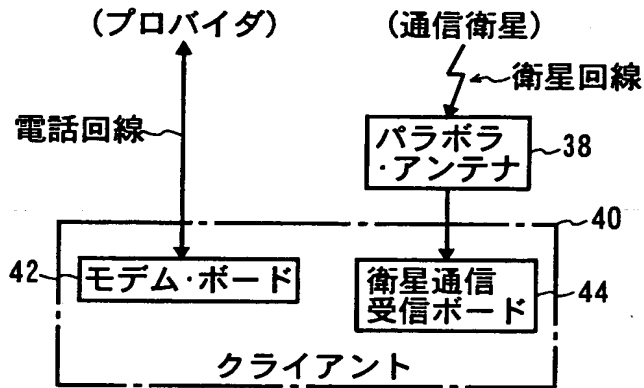 (プロバイダ)
(通信衛星)
衛星回線
電話回線
パラボラ
・アンテナ
38
40
42
モデム・ボード
衛星通信
受信ボード
44
クライアント